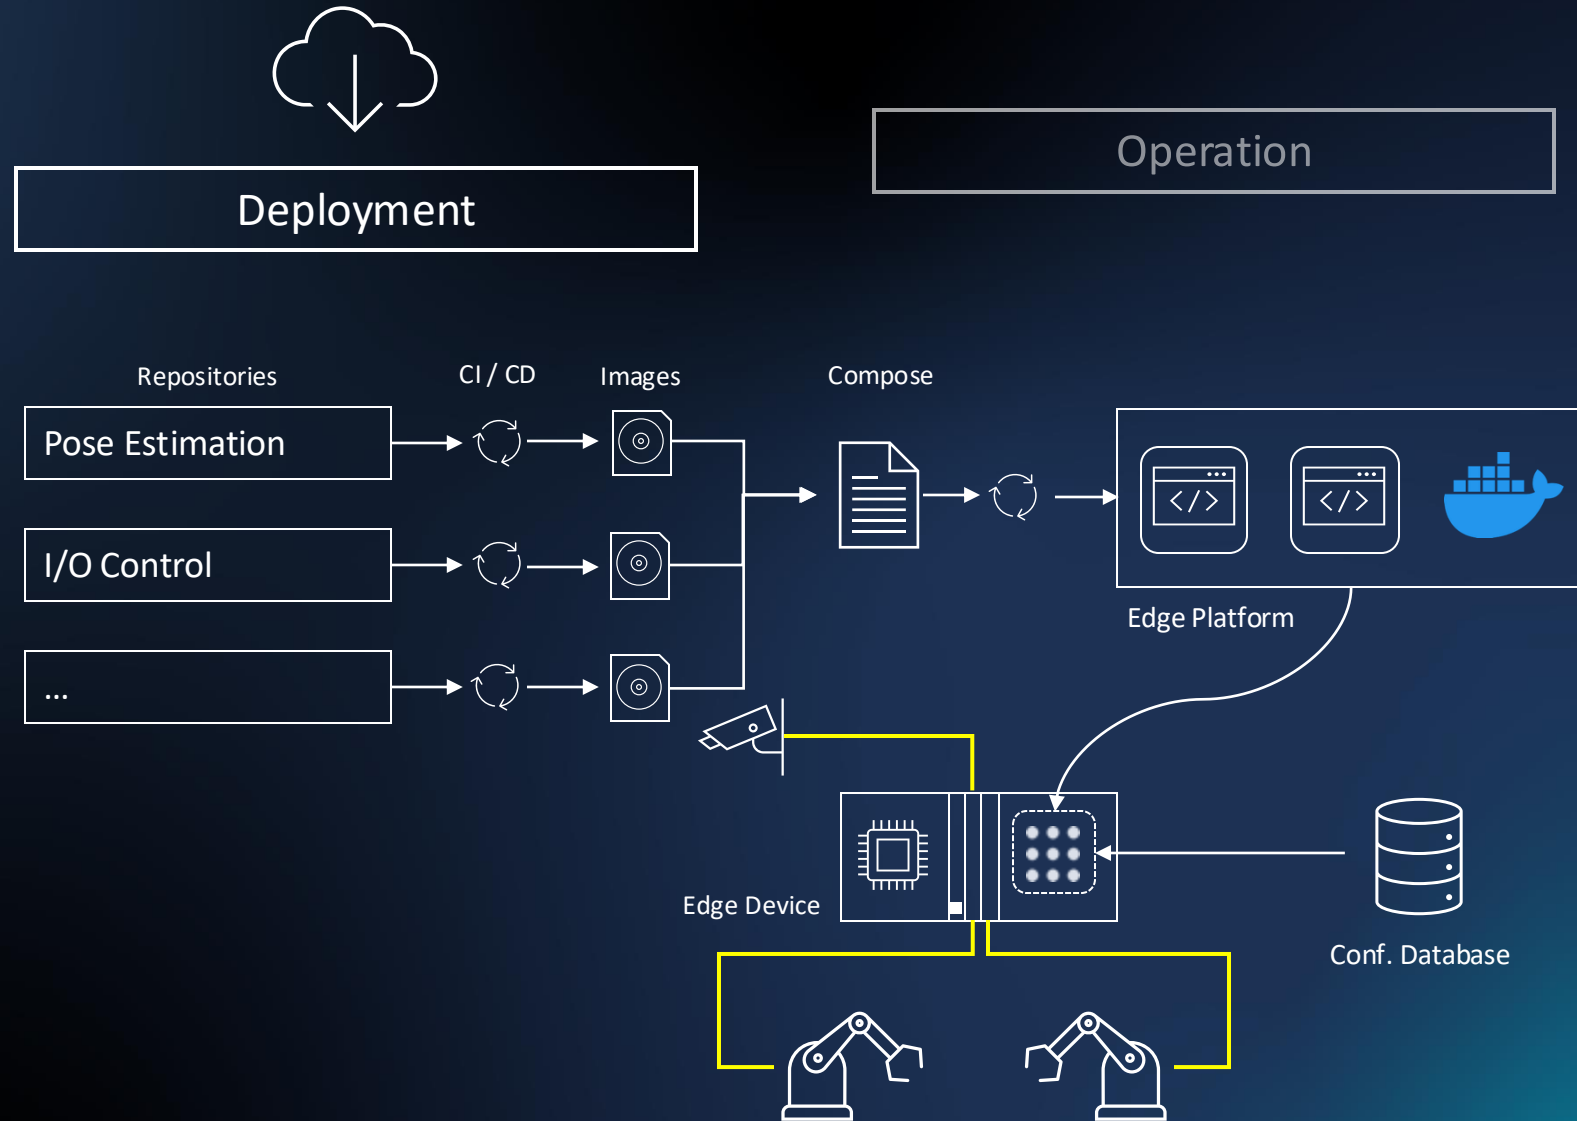 Deployment
Operation
Repositories
CI / CD
Images
Compose
Pose Estimation
I/O Control
...
</>
</>
Edge Platform
Edge Device
Conf. Database